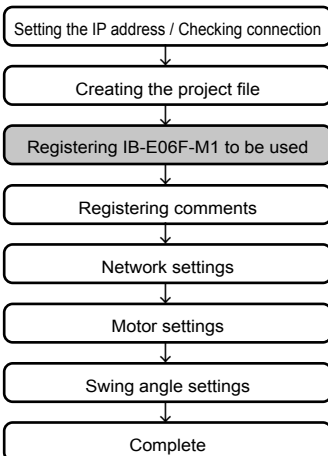 Setting the IP address / Checking connection
Creating the project file
Registering IB-E06F-M1 to be used
Registering comments
Network settings
Motor settings
Swing angle settings
Complete